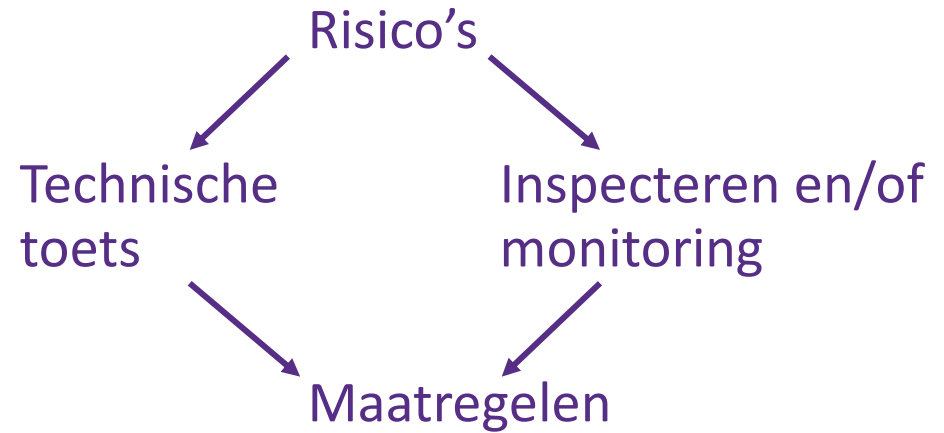 Risico’s
Technische
toets
Inspecteren en/of
monitoring
Maatregelen